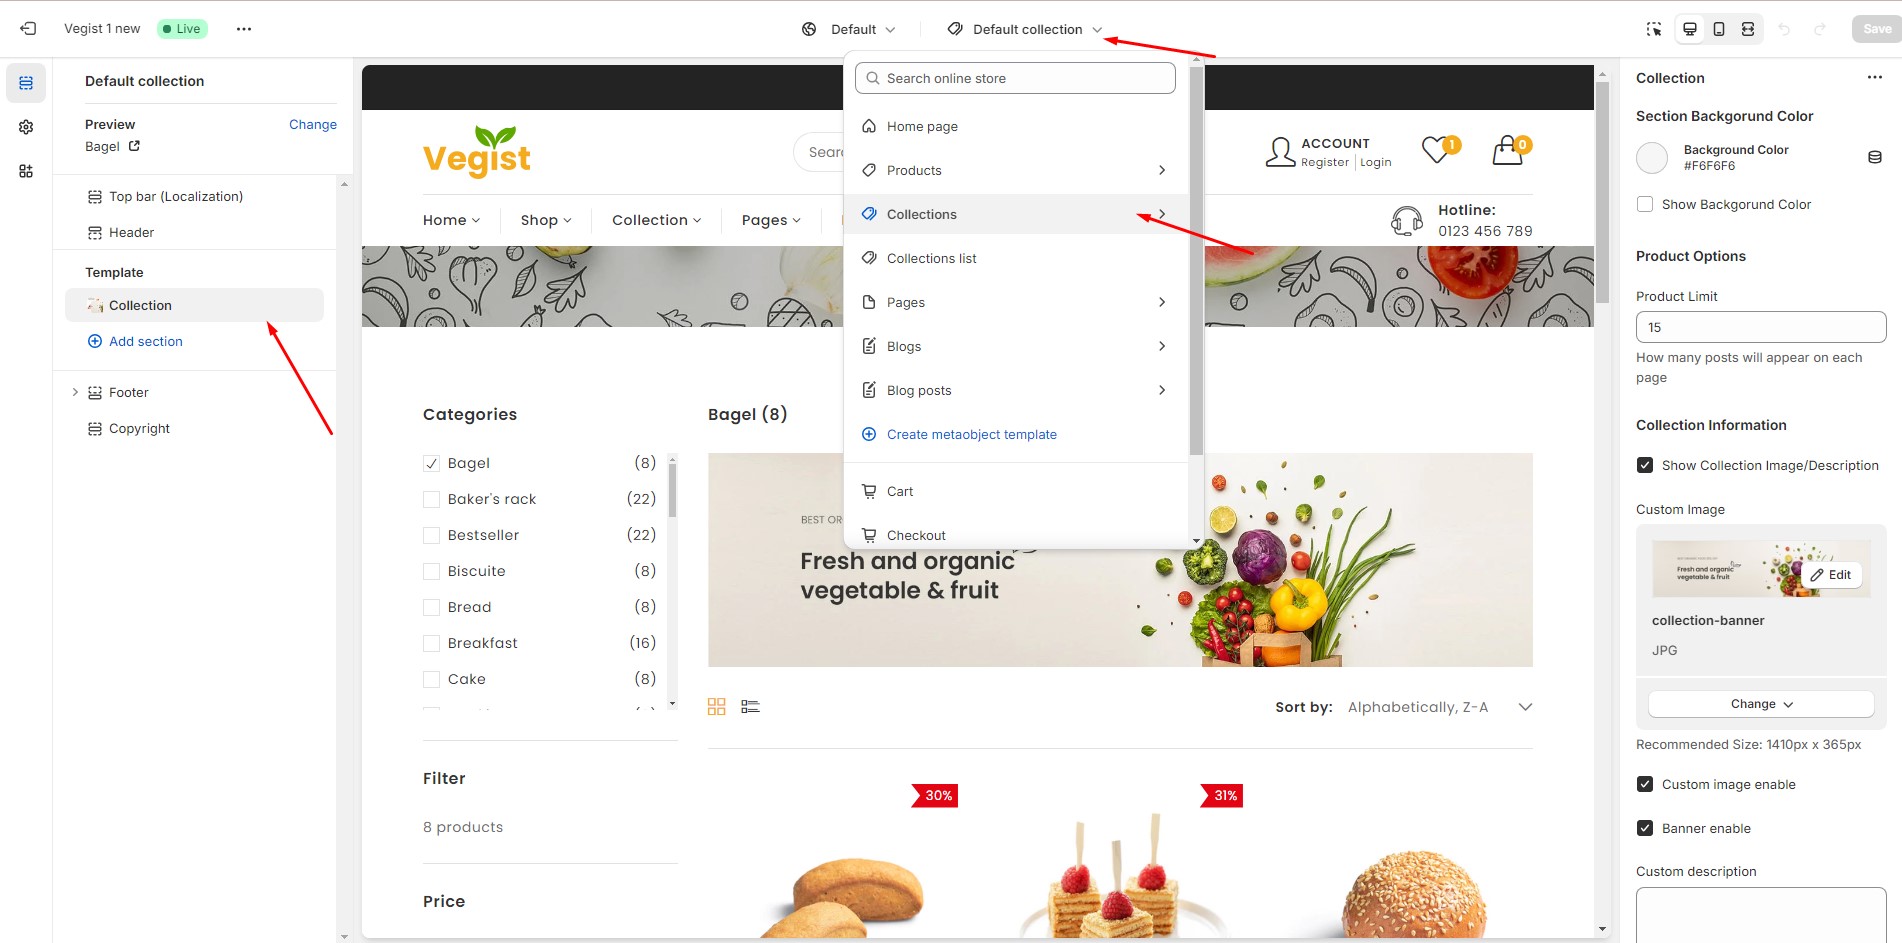 Vegist 1 new
Live
Default
Default collection
Save
Default collection
Preview
Change
Bagel
Top bar (Localization)
Header
Template
Collection
Add section
Footer
Copyright
Vegist
Sear
Home
Shop
Collection
Pages
ACCOUNT
Register
Login
1
0
Hotline:
0123 456 789
Search online store
Home page
Products
Collections
Collections list
Pages
Blogs
Blog posts
Create metaobject template
Cart
Checkout
Categories
Bagel (8)
Baker's rack (22)
Bestseller (22)
Biscuite (8)
Bread (8)
Breakfast (16)
Cake (8)
Filter
8 products
Price
Bagel (8)
BEST OR
Fresh and organic
vegetable & fruit
Sort by: Alphabetically, Z-A
30%
31%
Collection
Section Backgorund Color
Background Color
#F6F6F6
Show Backgorund Color
Product Options
Product Limit
15
How many posts will appear on each
page
Collection Information
Show Collection Image/Description
Custom Image
Fresh and organic
vegetable & fruit
Edit
collection-banner
JPG
Change
Recommended Size: 1410px x 365px
Custom image enable
Banner enable
Custom description